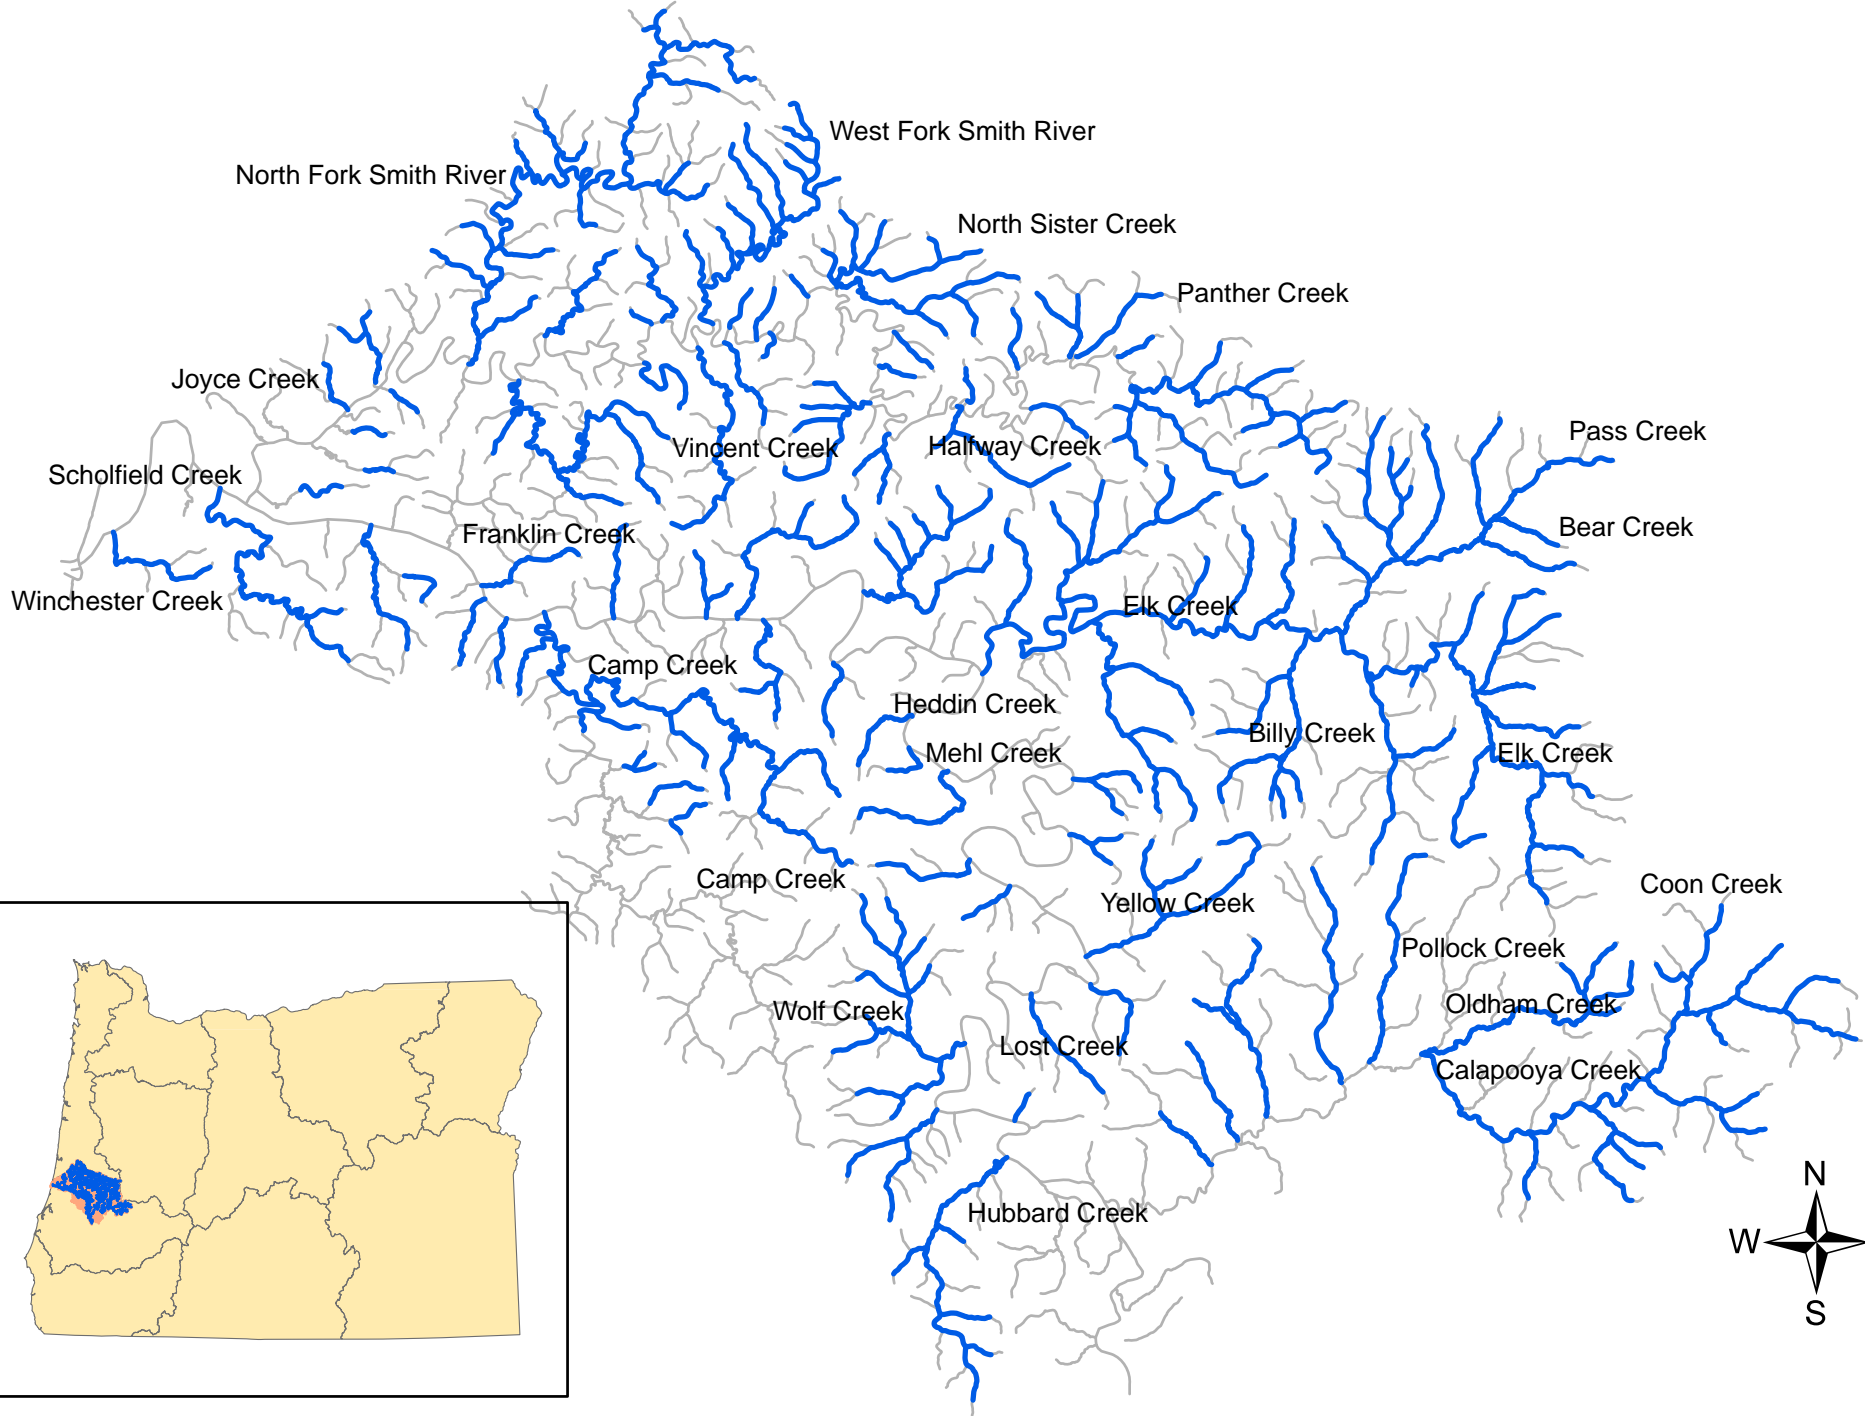 West Fork Smith River
North Fork Smith River
North Sister Creek
Panther Creek
Joyce Creek
Pass Creek
Vincent Creek
Halfway Creek
Scholfield Creek
Bear Creek
Franklin Creek
Winchester Creek
Elk Creek
Camp Creek
Heddin Creek
Billy Creek
Mehl Creek
Elk Creek
Camp Creek
Coon Creek
Yellow Creek
Pollock Creek
Oldham Creek
Wolf Creek
Lost Creek
Calapooya Creek
Hubbard Creek
N
W
S